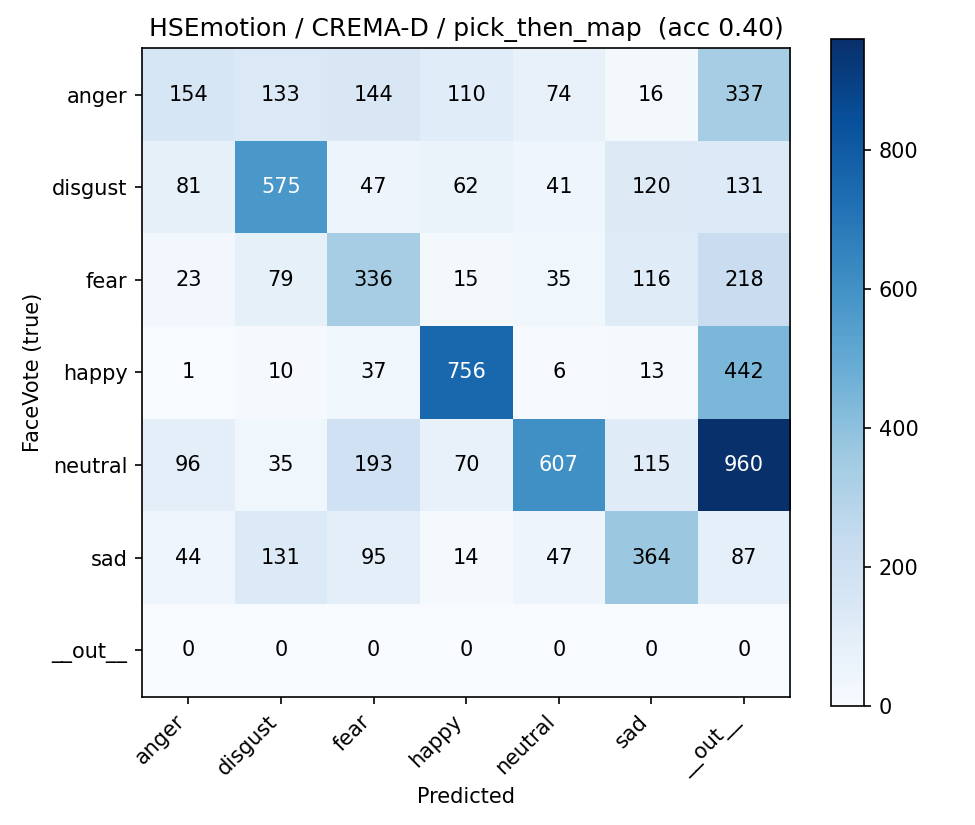 HSEmotion / CREMA-D / pick_then_map  (acc 0.40)
anger 154 133 144 110 74 16 337
disgust 81 575 47 62 41 120 131
fear 23 79 336 15 35 116 218
happy 1 10 37 756 6 13 442
neutral 96 35 193 70 607 115 960
sad 44 131 95 14 47 364 87
__out__ 0 0 0 0 0 0 0
anger disgust fear happy neutral sad __out__
Predicted
FaceVote (true)
800
600
400
200
0